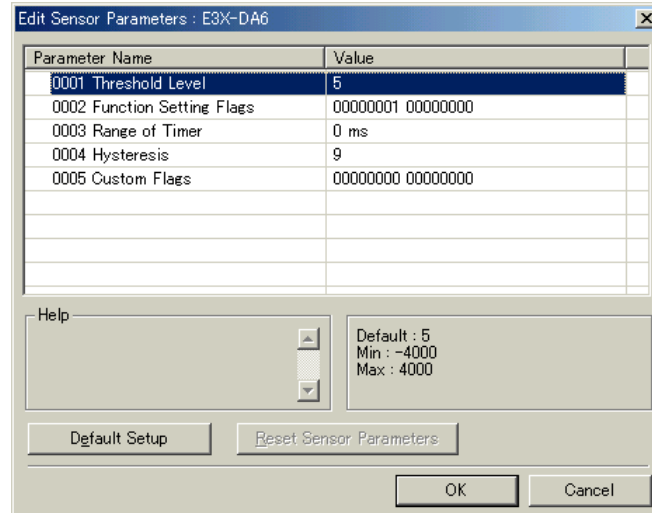 Edit Sensor Parameters : E3X-DA6
Parameter Name Value
0001 Threshold Level 5
0002 Function Setting Flags 00000001 00000000
0003 Range of Timer 0 ms
0004 Hysteresis 9
0005 Custom Flags 00000000 00000000
Help
Default : 5
Min : -4000
Max : 4000
Default Setup
Reset Sensor Parameters
OK
Cancel